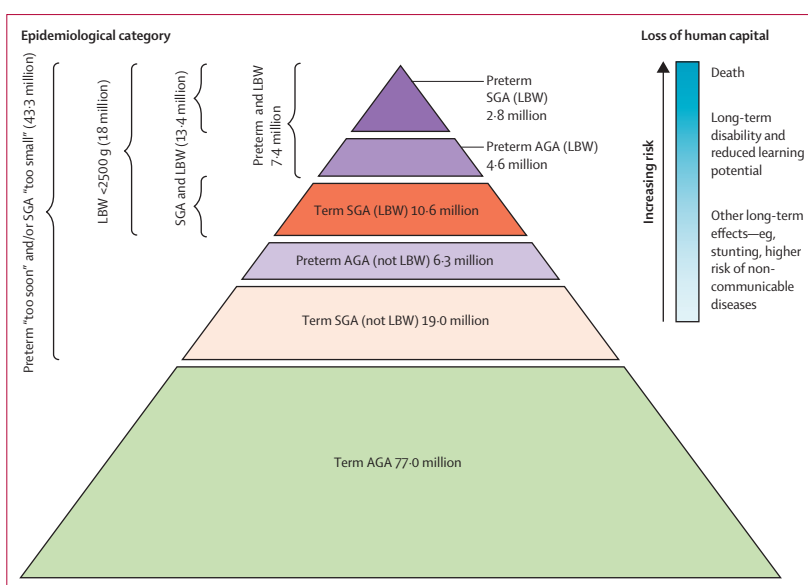 Epidemiological category
Loss of human capital
Preterm “too soon” and/or SGA “too small” (43·3 million)
LBW <2500 g (18 million)
SGA and LBW (13·4 million)
Preterm and LBW
7·4 million
Preterm
SGA (LBW)
2·8 million
Preterm AGA (LBW)
4·6 million
Term SGA (LBW) 10·6 million
Preterm AGA (not LBW) 6·3 million
Term SGA (not LBW) 19·0 million
Term AGA 77·0 million
Increasing risk
Death
Long-term
disability and
reduced learning
potential
Other long-term
effects—eg,
stunting, higher
risk of non-
communicable
diseases